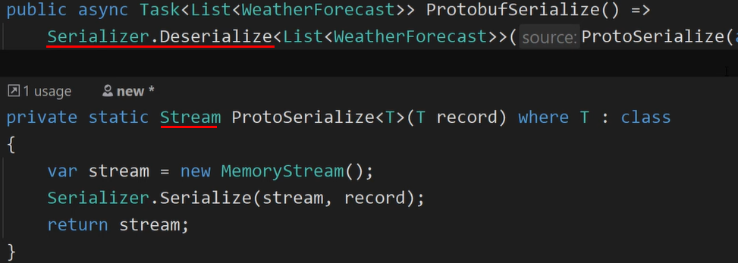 public async Task<List<WeatherForecast>> ProtobufSerialize() =>
Serializer.Deserialize<List<WeatherForecast>>(source:ProtoSerialize(
1 usage new *
private static Stream ProtoSerialize<T>(T record) where T : class
{
var stream = new MemoryStream();
Serializer.Serialize(stream, record);
return stream;
}